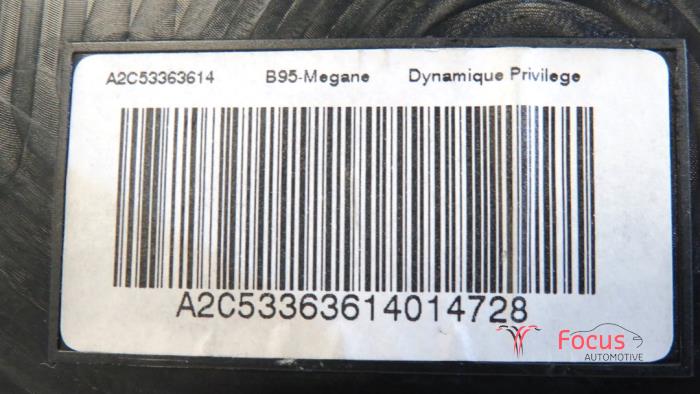 A2C53363614 B95-Megane Dynamique Privilege
A2C53363614014728
Focus
AUTOMOTIVE